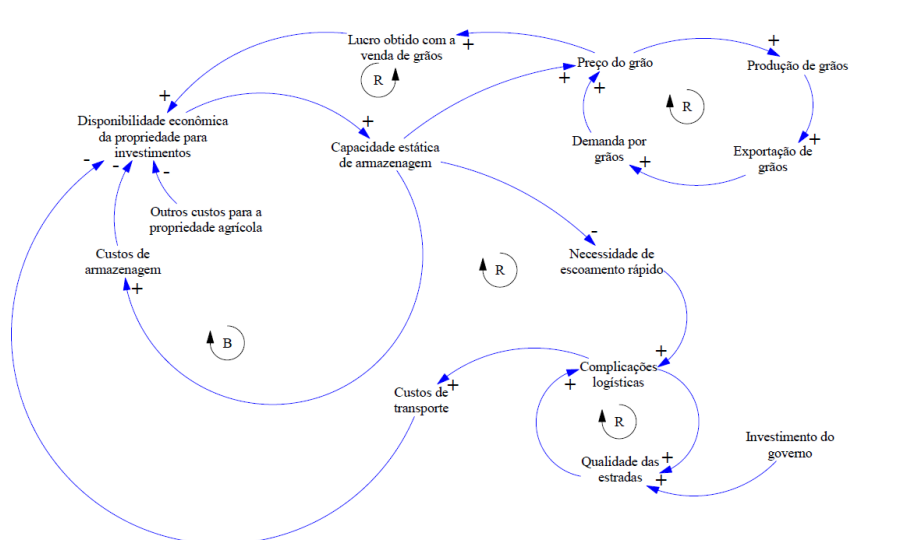 Lucro obtido com a
venda de grãos
+
R
Preço do grão
+
+
+
Produção de grãos
R
Demanda por
grãos
+
Exportação de
grãos
+
+
Disponibilidade econômica
da propriedade para
investimentos
-
-
-
+
Capacidade estática
de armazenagem
Outros custos para a
propriedade agrícola
Custos de
armazenagem
+
-
Necessidade de
escoamento rápido
R
B
+
Complicações
logísticas
+
Custos de
transporte
+
R
Qualidade das
estradas
+
+
Investimento do
governo